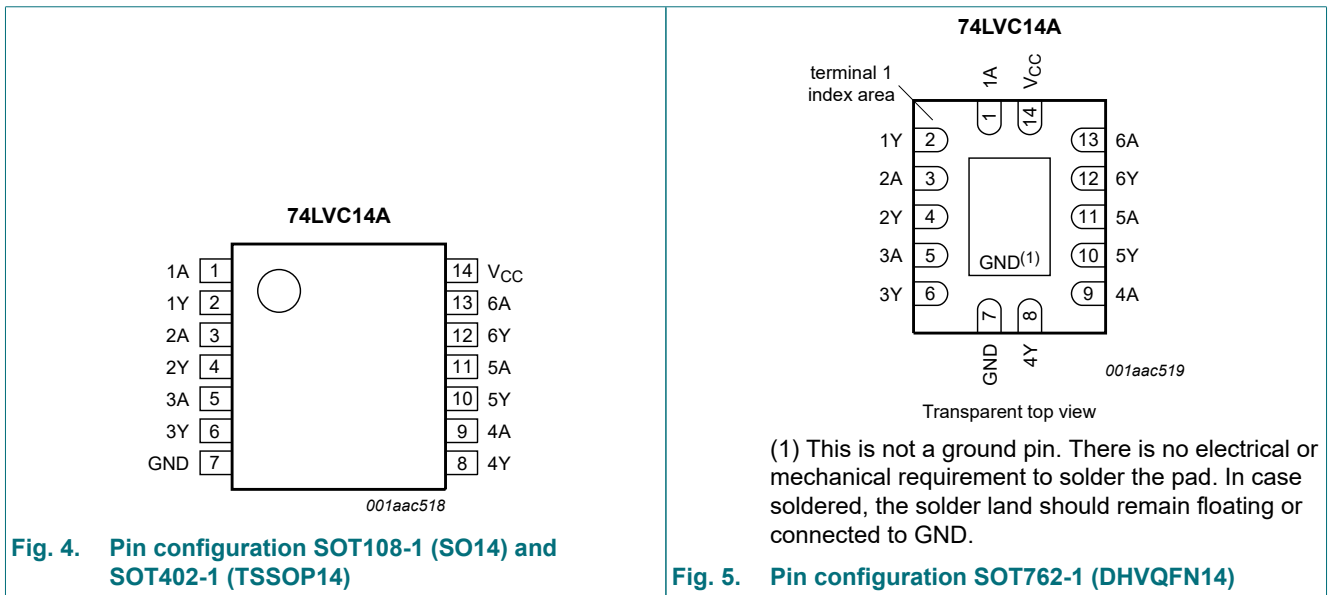 74LVC14A
1A 1 14 VCC
1Y 2 13 6A
2A 3 12 6Y
2Y 4 11 5A
3A 5 10 5Y
3Y 6 9 4A
GND 7 8 4Y
001aac518
Fig. 4. Pin configuration SOT108-1 (SO14) and
SOT402-1 (TSSOP14)
74LVC14A
terminal 1
index area
1A VCC
1 14
1Y 2 13 6A
2A 3 12 6Y
2Y 4 11 5A
3A 5 10 5Y
GND(1)
3Y 6 9 4A
7 8
GND 4Y
001aac519
Transparent top view
(1) This is not a ground pin. There is no electrical or
mechanical requirement to solder the pad. In case
soldered, the solder land should remain floating or
connected to GND.
Fig. 5. Pin configuration SOT762-1 (DHVQFN14)